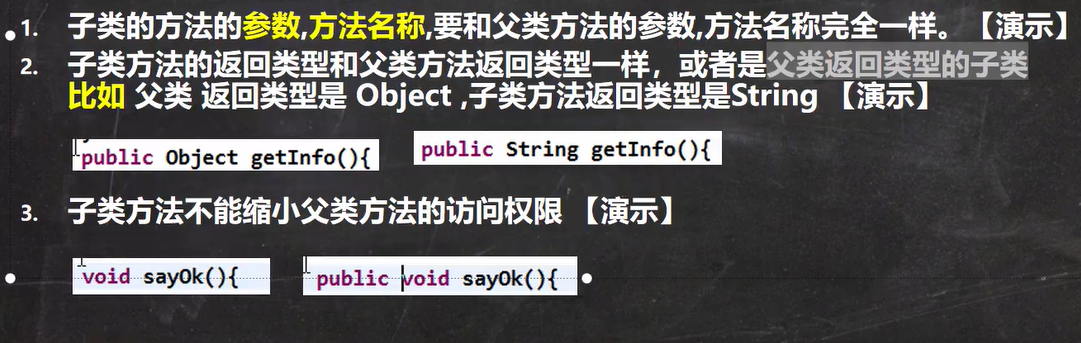 1. 子类的方法的参数,方法名称,要和父类方法的参数,方法名称完全一样。【演示】
2. 子类方法的返回类型和父类方法返回类型一样，或者是父类返回类型的子类
比如 父类 返回类型是 Object ,子类方法返回类型是String 【演示】
public Object getInfo(){
public String getInfo(){
3. 子类方法不能缩小父类方法的访问权限 【演示】
void sayOk(){
public void sayOk(){